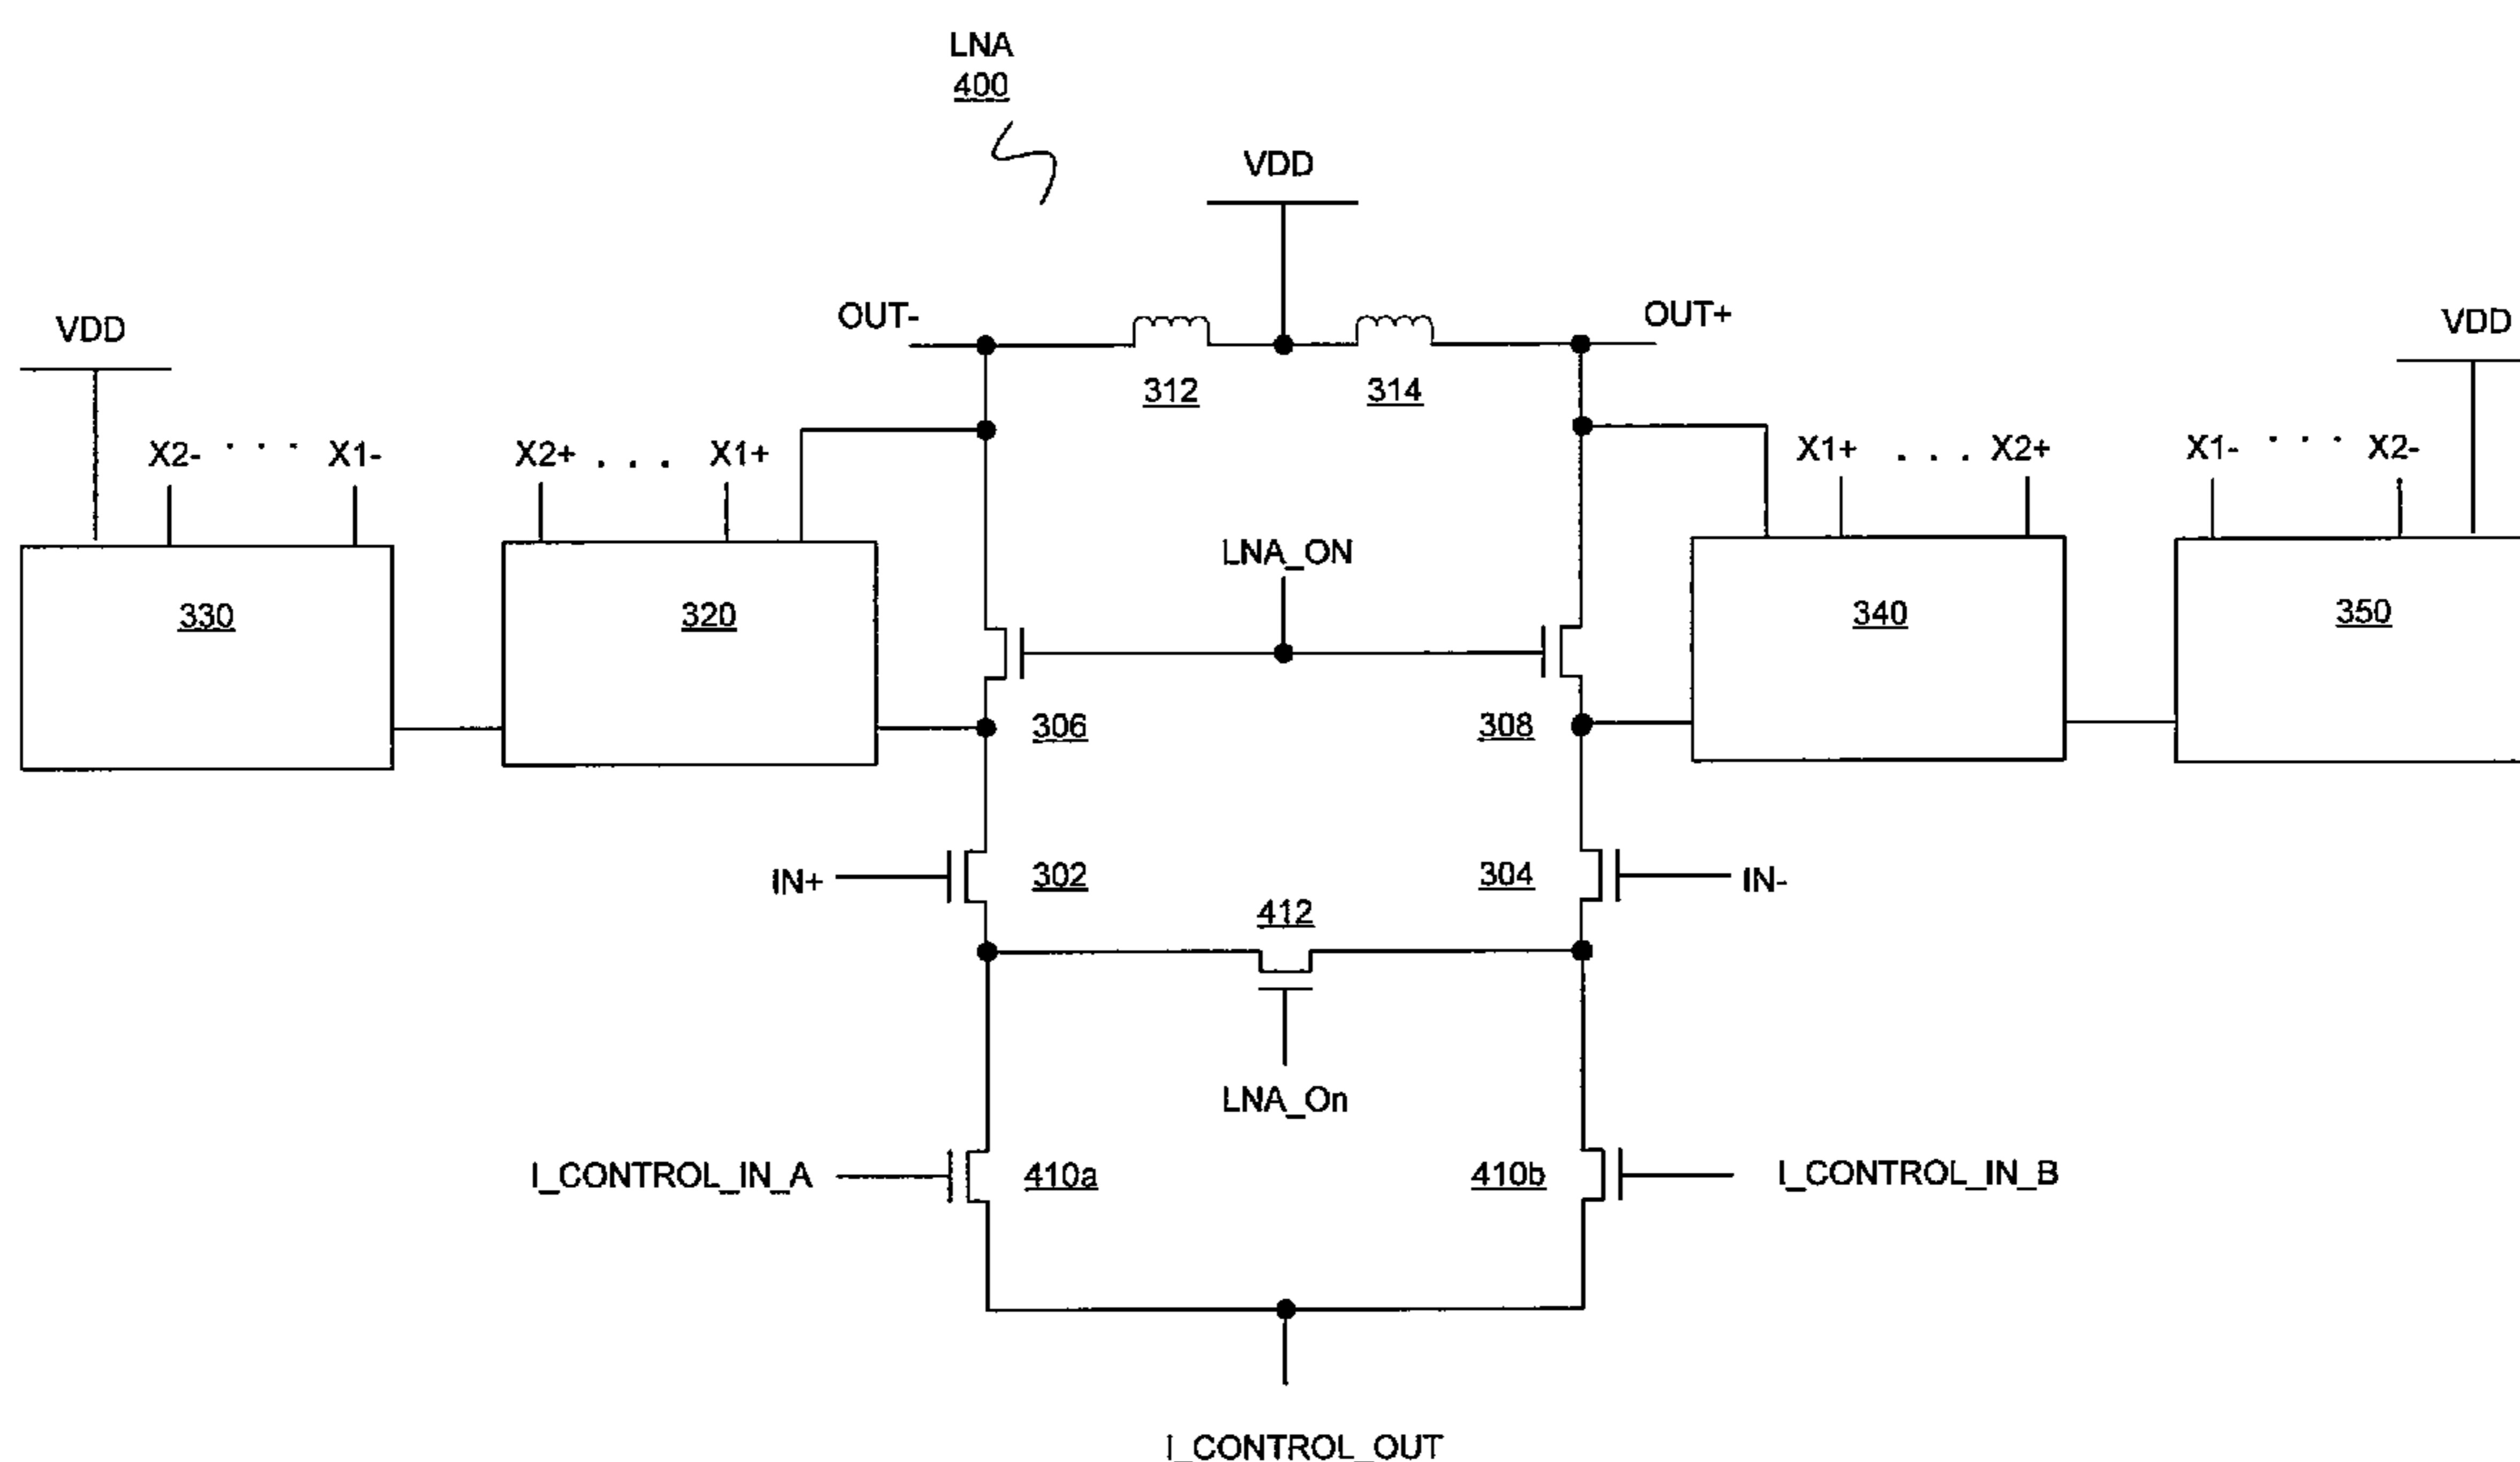 LNA
400
VDD
OUT-
OUT+
VDD
VDD
312
314
X2- . . . X1-
X2+ . . . X1+
X1+ . . . X2+
X1- . . . X2-
LNA_ON
330
320
340
350
306
308
IN+
302
304
IN-
412
LNA_On
I_CONTROL_IN_A
410a
410b
I_CONTROL_IN_B
I_CONTROL_OUT